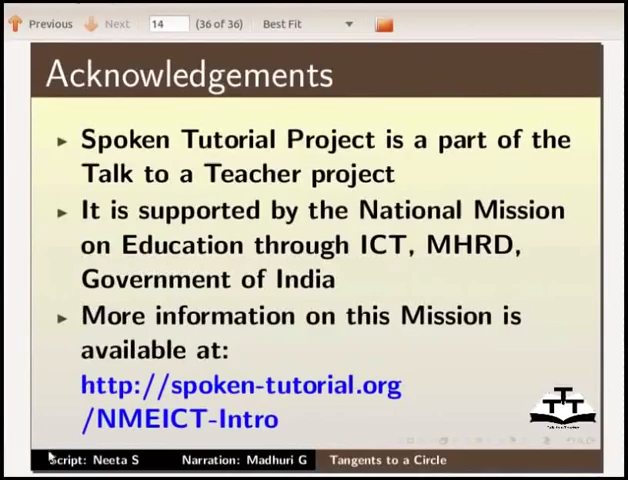 Previous Next 14 (36 of 36) Best Fit
Acknowledgements
Spoken Tutorial Project is a part of the
Talk to a Teacher project
It is supported by the National Mission
on Education through ICT, MHRD,
Government of India
More information on this Mission is
available at:
http://spoken-tutorial.org
/NMEICT-Intro
TTT
Script: Neeta S Narration: Madhuri G Tangents to a Circle